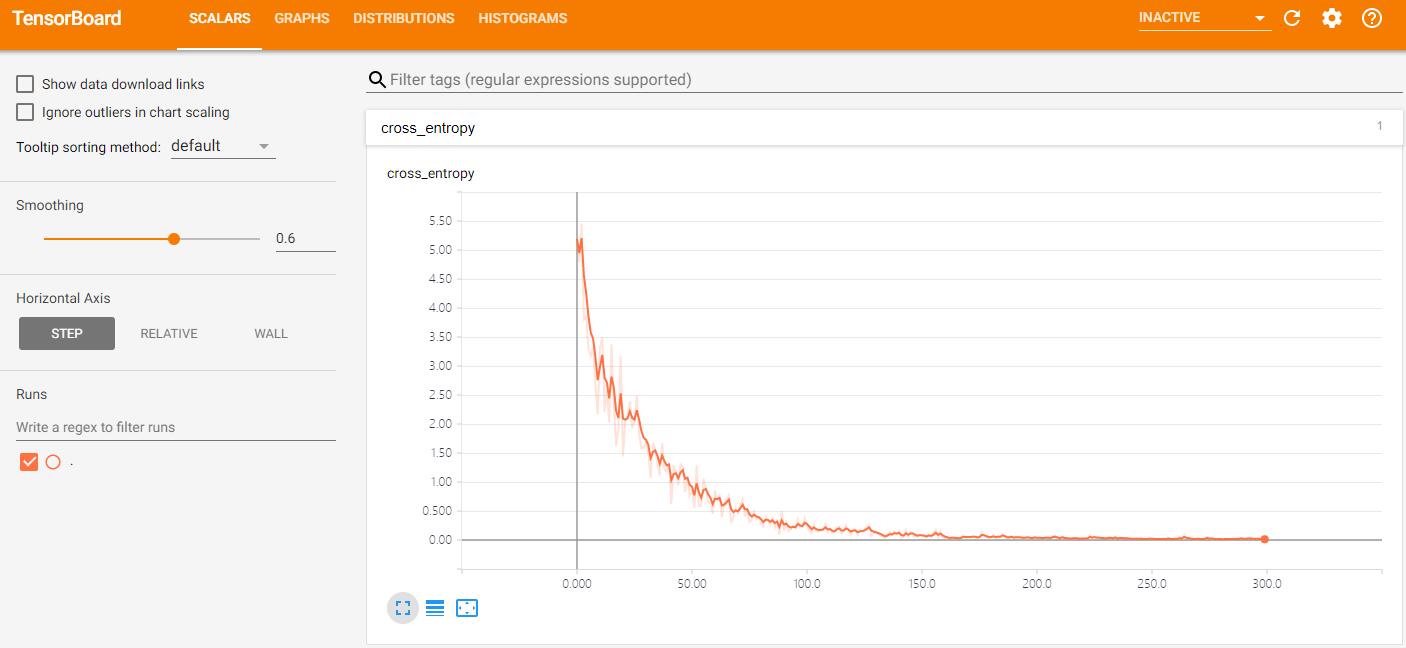 TensorBoard SCALARS GRAPHS DISTRIBUTIONS HISTOGRAMS INACTIVE
Show data download links
Ignore outliers in chart scaling
Tooltip sorting method: default
Smoothing
0.6
Horizontal Axis
STEP RELATIVE WALL
Runs
Write a regex to filter runs
.
Filter tags (regular expressions supported)
cross_entropy 1
cross_entropy
5.50
5.00
4.50
4.00
3.50
3.00
2.50
2.00
1.50
1.00
0.500
0.00
0.000 50.00 100.0 150.0 200.0 250.0 300.0